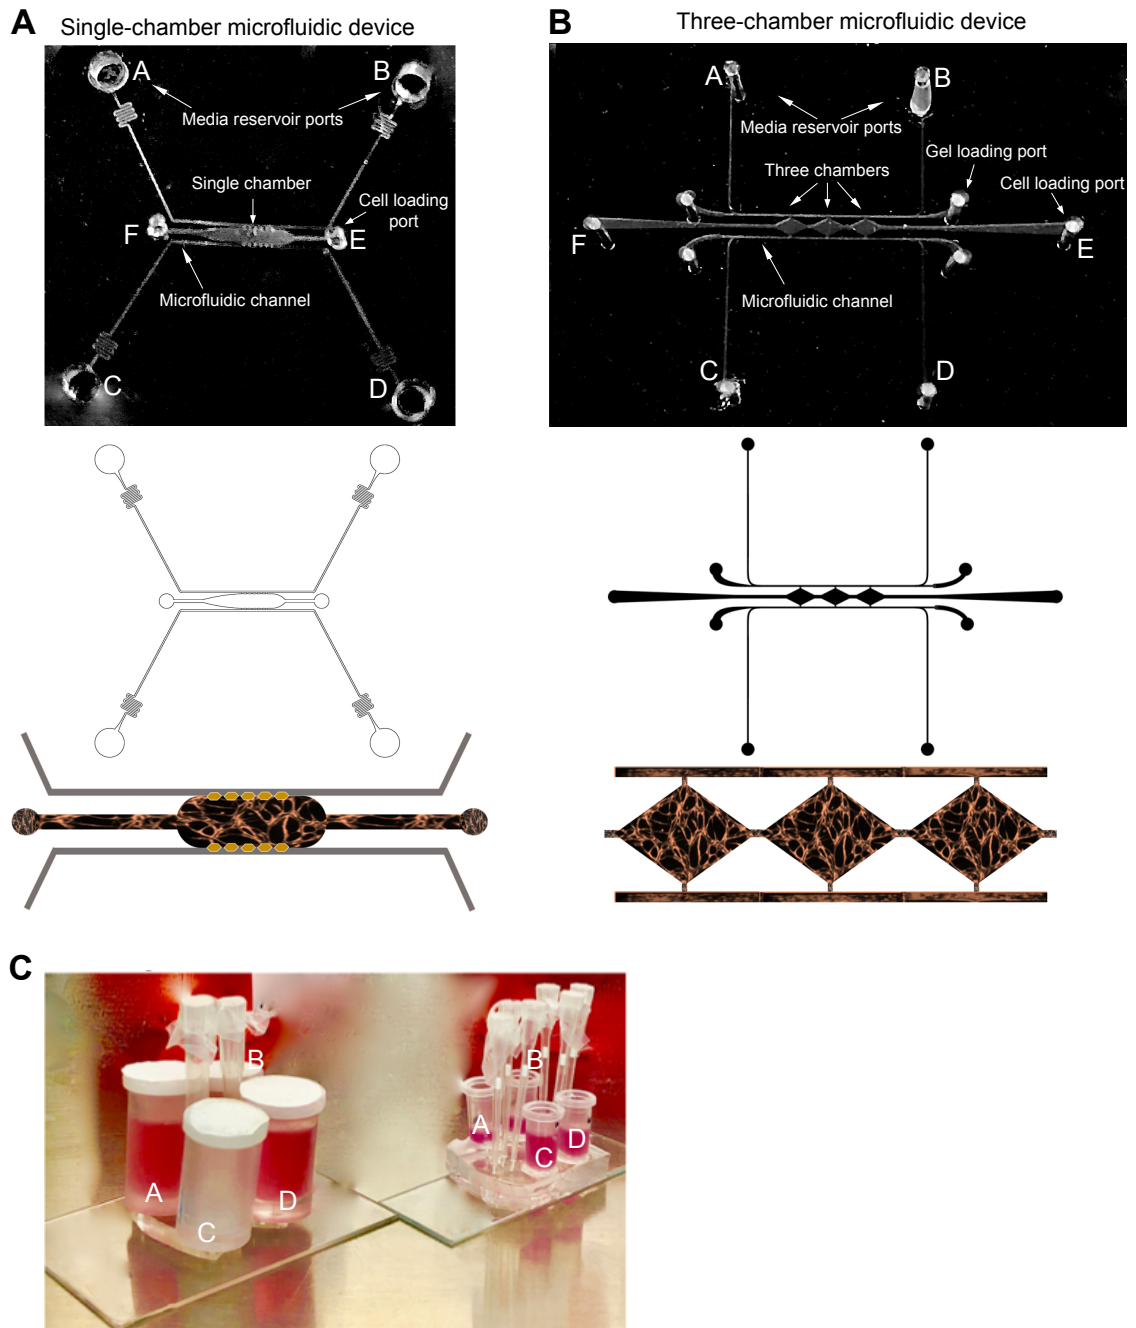 A
Single-chamber microfluidic device
A
B
Media reservoir ports
Single chamber
Cell loading
port
F
E
Microfluidic channel
C
D
B
Three-chamber microfluidic device
A
B
Media reservoir ports
Gel loading port
Three chambers
Cell loading port
F
E
Microfluidic channel
C
D
C
B
A
D
C
B
A
D
C